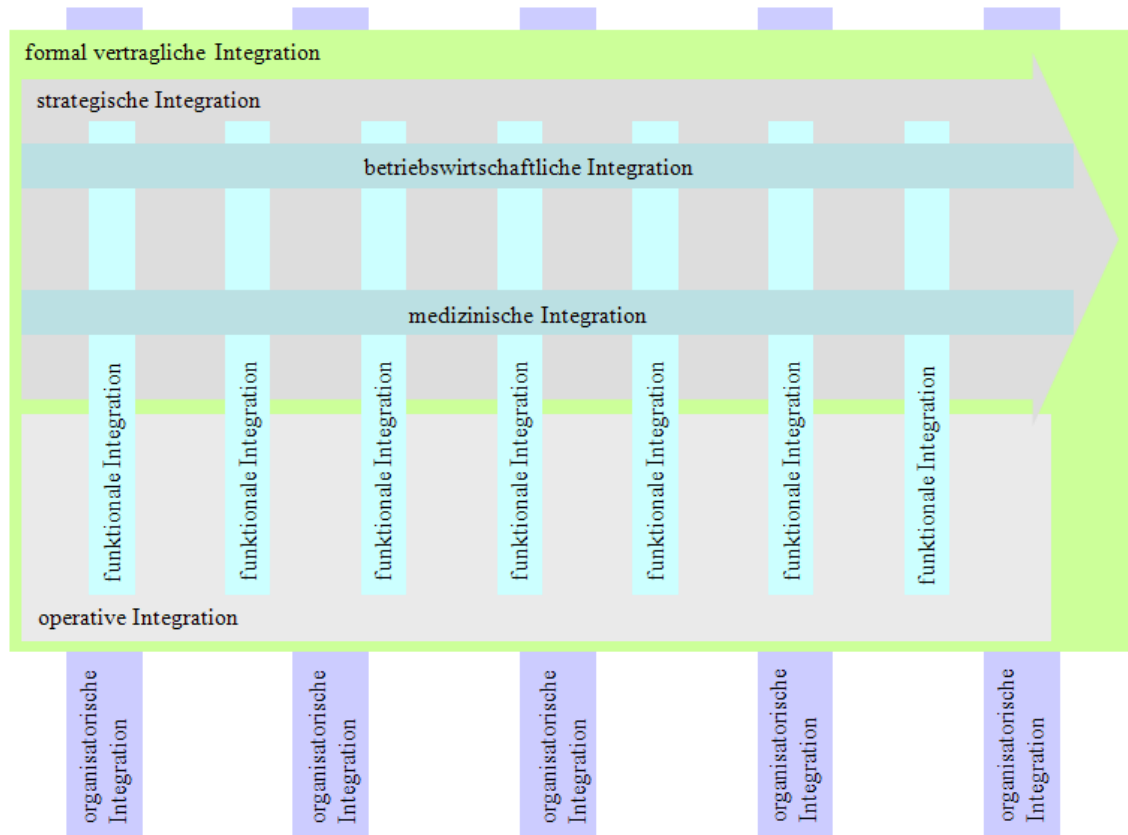 formal vertragliche Integration
strategische Integration
betriebswirtschaftliche Integration
medizinische Integration
funktionale Integration
funktionale Integration
funktionale Integration
funktionale Integration
funktionale Integration
funktionale Integration
funktionale Integration
operative Integration
organisatorische
Integration
organisatorische
Integration
organisatorische
Integration
organisatorische
Integration
organisatorische
Integration